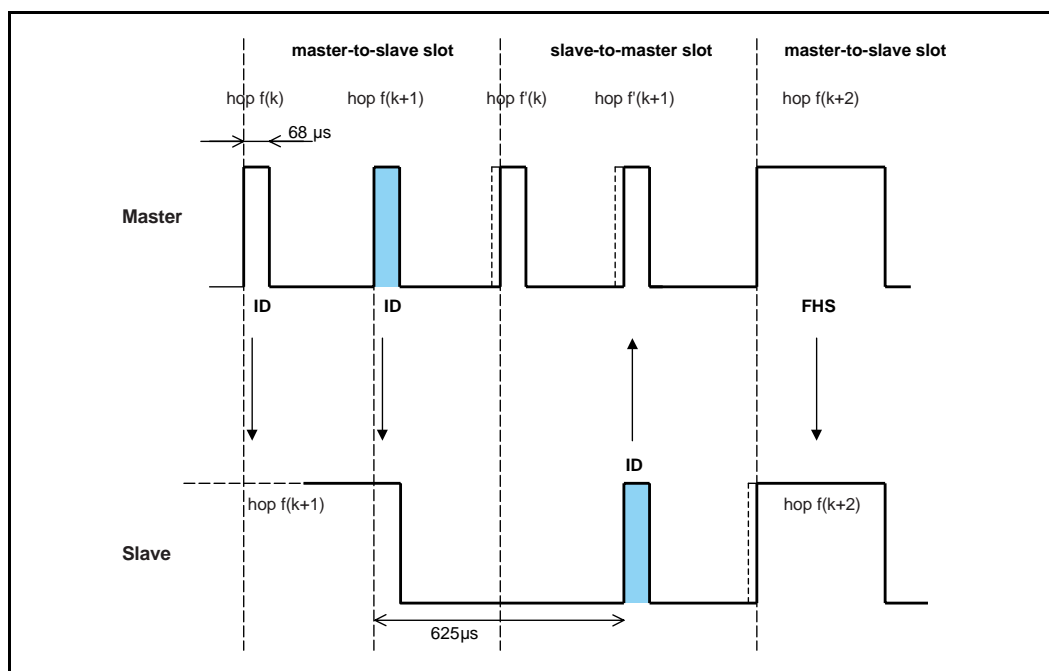 master-to-slave slot slave-to-master slot master-to-slave slot
hop f(k) hop f(k+1) hop f'(k) hop f'(k+1) hop f(k+2)
68 µs
Master
ID ID FHS
ID
hop f(k+1) hop f(k+2)
Slave
625µs